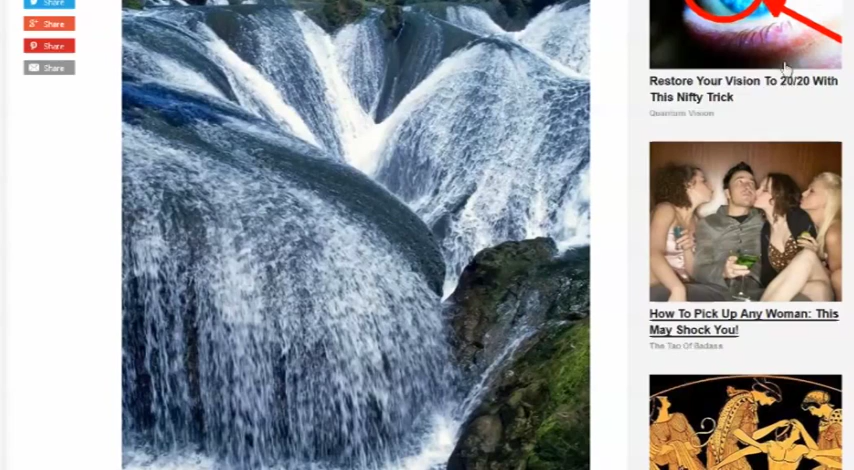 Share
Share
Share
Share
Restore Your Vision To 20/20 With
This Nifty Trick
Quantum Vision
How To Pick Up Any Woman: This
May Shock You!
The Tao Of Badass